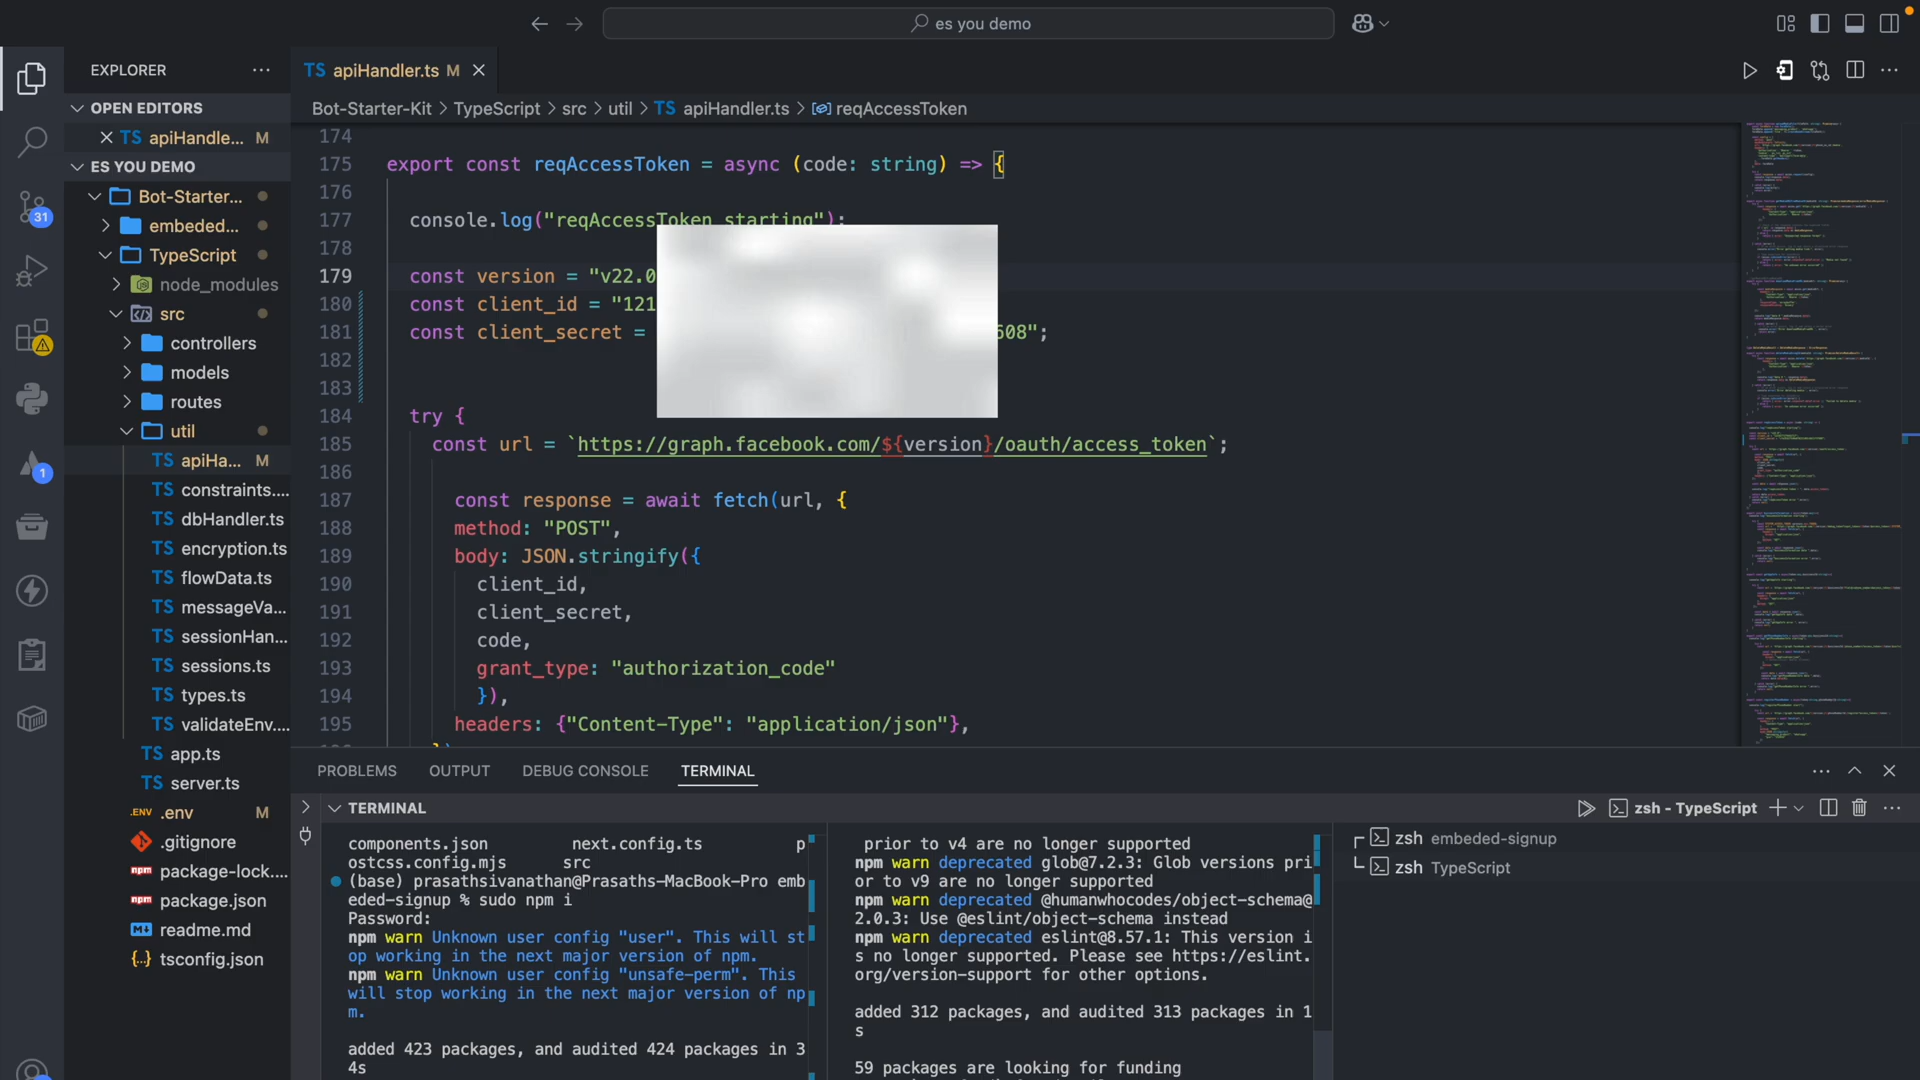 es you demo
EXPLORER
OPEN EDITORS
TS apiHandle... M
ES YOU DEMO
Bot-Starter...
embeded...
TypeScript
node_modules
src
controllers
models
routes
util
TS apiHa... M
TS constraints....
TS dbHandler.ts
TS encryption.ts
TS flowData.ts
TS messageVa...
TS sessionHan...
TS sessions.ts
TS types.ts
TS validateEnv....
TS app.ts
TS server.ts
.ENV .env M
.gitignore
npm package-lock....
npm package.json
readme.md
{} tsconfig.json
31
1
TS apiHandler.ts M
Bot-Starter-Kit > TypeScript > src > util > TS apiHandler.ts > reqAccessToken
174
175 export const reqAccessToken = async (code: string) => {
176
177 console.log("reqAccessToken starting");
178
179 const version = "v22.0
180 const client_id = "121
181 const client_secret = 608";
182
183
184 try {
185 const url = `https://graph.facebook.com/${version}/oauth/access_token`;
186
187 const response = await fetch(url, {
188 method: "POST",
189 body: JSON.stringify({
190 client_id,
191 client_secret,
192 code,
193 grant_type: "authorization_code"
194 }),
195 headers: {"Content-Type": "application/json"},
PROBLEMS OUTPUT DEBUG CONSOLE TERMINAL
TERMINAL
zsh - TypeScript
components.json next.config.ts p
ostcss.config.mjs src
(base) prasathsivanathan@Prasaths-MacBook-Pro emb
eded-signup % sudo npm i
Password:
npm warn Unknown user config "user". This will st
op working in the next major version of npm.
npm warn Unknown user config "unsafe-perm". This
will stop working in the next major version of np
m.
added 423 packages, and audited 424 packages in 3
4s
prior to v4 are no longer supported
npm warn deprecated glob@7.2.3: Glob versions pri
or to v9 are no longer supported
npm warn deprecated @humanwhocodes/object-schema@
2.0.3: Use @eslint/object-schema instead
npm warn deprecated eslint@8.57.1: This version i
s no longer supported. Please see https://eslint.
org/version-support for other options.
added 312 packages, and audited 313 packages in 1
s
59 packages are looking for funding
zsh embeded-signup
zsh TypeScript